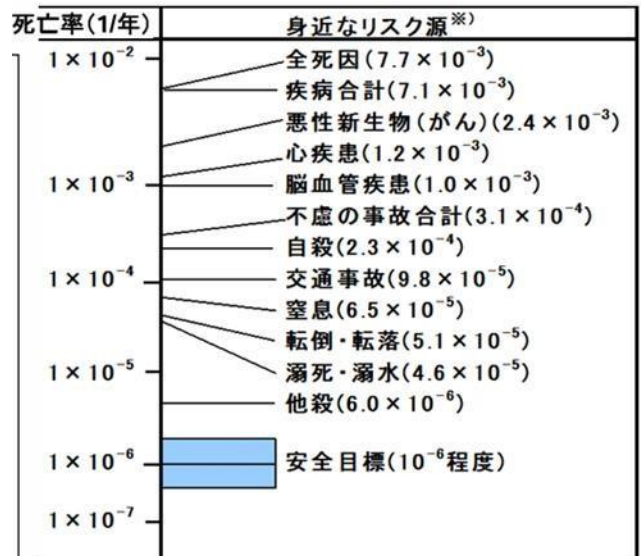 死亡率(1/年) 身近なリスク源※)
1×10⁻² 全死因(7.7×10⁻³)
疾病合計(7.1×10⁻³)
悪性新生物(がん)(2.4×10⁻³)
心疾患(1.2×10⁻³)
1×10⁻³ 脳血管疾患(1.0×10⁻³)
不慮の事故合計(3.1×10⁻⁴)
自殺(2.3×10⁻⁴)
1×10⁻⁴ 交通事故(9.8×10⁻⁵)
窒息(6.5×10⁻⁵)
転倒・転落(5.1×10⁻⁵)
1×10⁻⁵ 溺死・溺水(4.6×10⁻⁵)
他殺(6.0×10⁻⁶)
1×10⁻⁶ 安全目標(10⁻⁶程度)
1×10⁻⁷